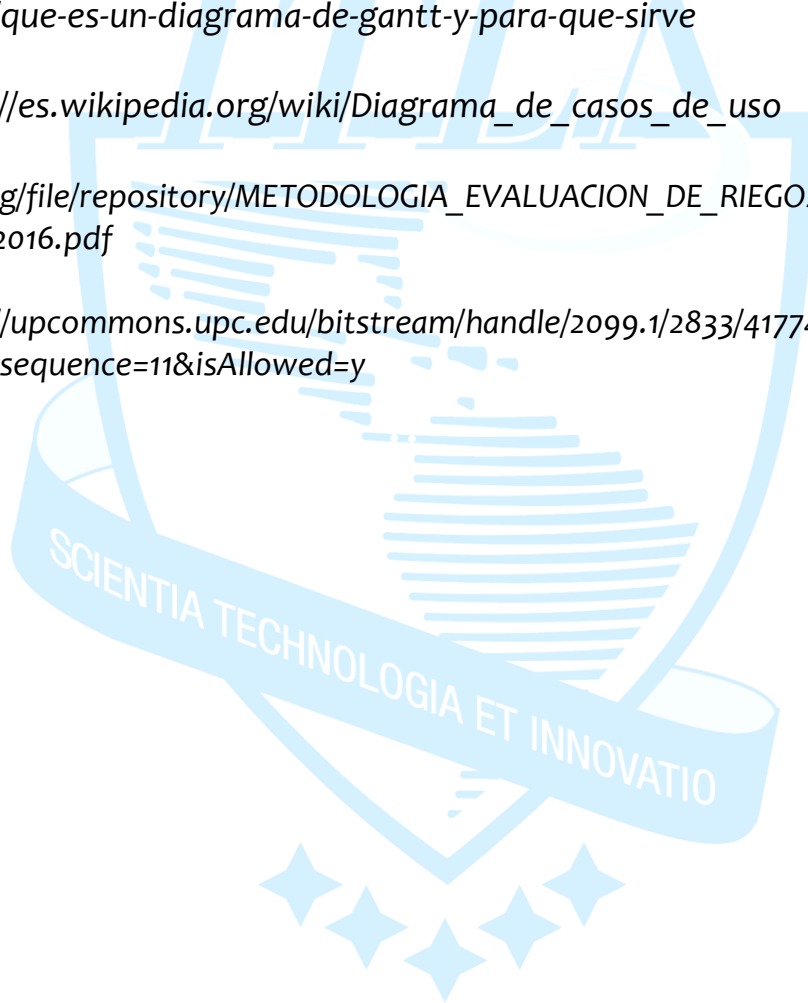 que-es-un-diagrama-de-gantt-y-para-que-sirve
//es.wikipedia.org/wiki/Diagrama_de_casos_de_uso
g/file/repository/METODOLOGIA_EVALUACION_DE_RIEGO
2016.pdf
//upcommons.upc.edu/bitstream/handle/2099.1/2833/41774
sequence=11&isAllowed=y
SCIENTIA TECHNOLOGIA ET INNOVATIO